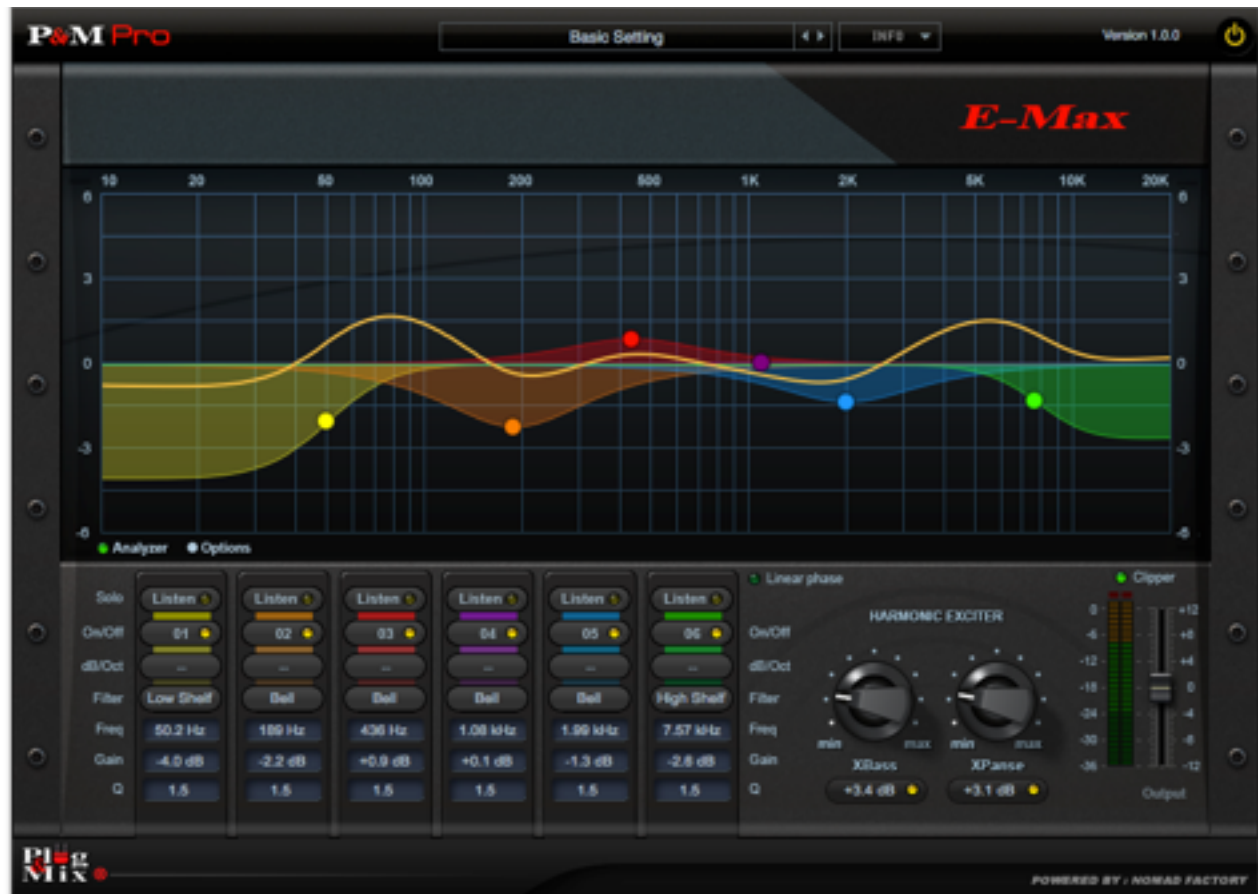 P&M Pro Basic Setting INFO Version 1.0.0
E-Max
10 20 50 100 200 500 1K 2K 5K 10K 20K
6 6
3 3
0 0
-3 -3
-6 -6
Analyzer Options
Linear phase Clipper
Solo Listen Listen Listen Listen Listen Listen
HARMONIC EXCITER
On/Off 01 02 03 04 05 06 On/Off
dB/Oct -- -- -- -- -- -- dB/Oct
Filter Low Shelf Bell Bell Bell Bell High Shelf Filter
Freq 50.2 Hz 189 Hz 436 Hz 1.08 kHz 1.99 kHz 7.57 kHz Freq
min max min max
Gain -4.0 dB -2.2 dB +0.9 dB +0.1 dB -1.3 dB -2.6 dB Gain
XBass XPanse
Q 1.5 1.5 1.5 1.5 1.5 1.5 Q
+3.4 dB +3.1 dB
0 +12
-6 +8
-12 +4
-18 0
-24 -4
-30 -8
-36 -12
Output
Plug & Mix
POWERED BY : NOMAD FACTORY